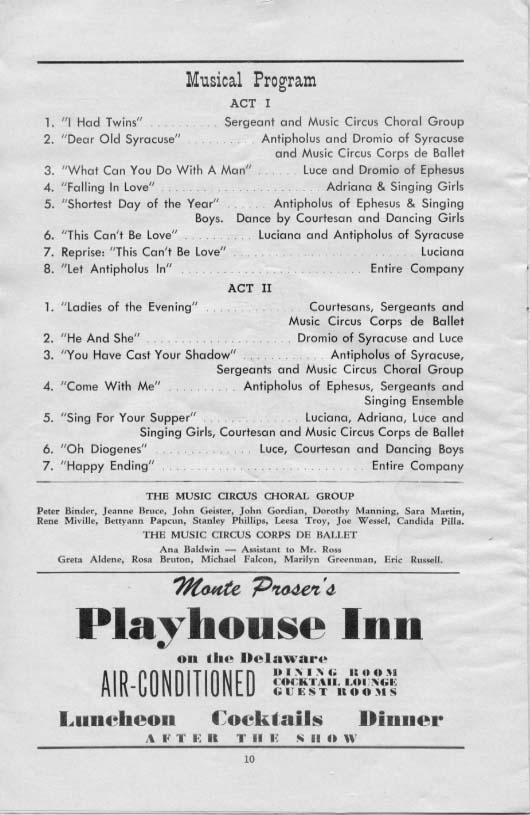 Musical Program
ACT I
1. "I Had Twins" . . . . . . . . . . Sergeant and Music Circus Choral Group
2. "Dear Old Syracuse" . . . . . . . . . . Antipholus and Dromio of Syracuse
and Music Circus Corps de Ballet
3. "What Can You Do With A Man" . . . . . . Luce and Dromio of Ephesus
4. "Falling In Love" . . . . . . . . . . . . . . . . . . . . . . . . Adriana & Singing Girls
5. "Shortest Day of the Year" . . . . . . Antipholus of Ephesus & Singing
Boys. Dance by Courtesan and Dancing Girls
6. "This Can't Be Love" . . . . . . . . . . Luciana and Antipholus of Syracuse
7. Reprise: "This Can't Be Love" . . . . . . . . . . . . . . . . . . . . . . . . . . . Luciana
8. "Let Antipholus In" . . . . . . . . . . . . . . . . . . . . . . . . . . Entire Company
ACT II
1. "Ladies of the Evening" . . . . . . . . . . . . . Courtesans, Sergeants and
Music Circus Corps de Ballet
2. "He And She" . . . . . . . . . . . . . . . . . . . . . Dromio of Syracuse and Luce
3. "You Have Cast Your Shadow" . . . . . . . . . . . . Antipholus of Syracuse,
Sergeants and Music Circus Choral Group
4. "Come With Me" . . . . . . . . . . Antipholus of Ephesus, Sergeants and
Singing Ensemble
5. "Sing For Your Supper" . . . . . . . . . . . . . . Luciana, Adriana, Luce and
Singing Girls, Courtesan and Music Circus Corps de Ballet
6. "Oh Diogenes" . . . . . . . . . . . . . . Luce, Courtesan and Dancing Boys
7. "Happy Ending" . . . . . . . . . . . . . . . . . . . . . . . . . . . . . Entire Company
THE MUSIC CIRCUS CHORAL GROUP
Peter Binder, Jeanne Bruce, John Geister, John Gordian, Dorothy Manning, Sara Martin,
Rene Miville, Bettyann Papcun, Stanley Phillips, Leesa Troy, Joe Wessel, Candida Pilla.
THE MUSIC CIRCUS CORPS DE BALLET
Ana Baldwin — Assistant to Mr. Ross
Greta Aldene, Rosa Bruton, Michael Falcon, Marilyn Greenman, Eric Russell.
Monte Proser's
Playhouse Inn
on the Delaware
AIR-CONDITIONED
DINING ROOM
COCKTAIL LOUNGE
GUEST ROOMS
Luncheon Cocktails Dinner
AFTER THE SHOW
10